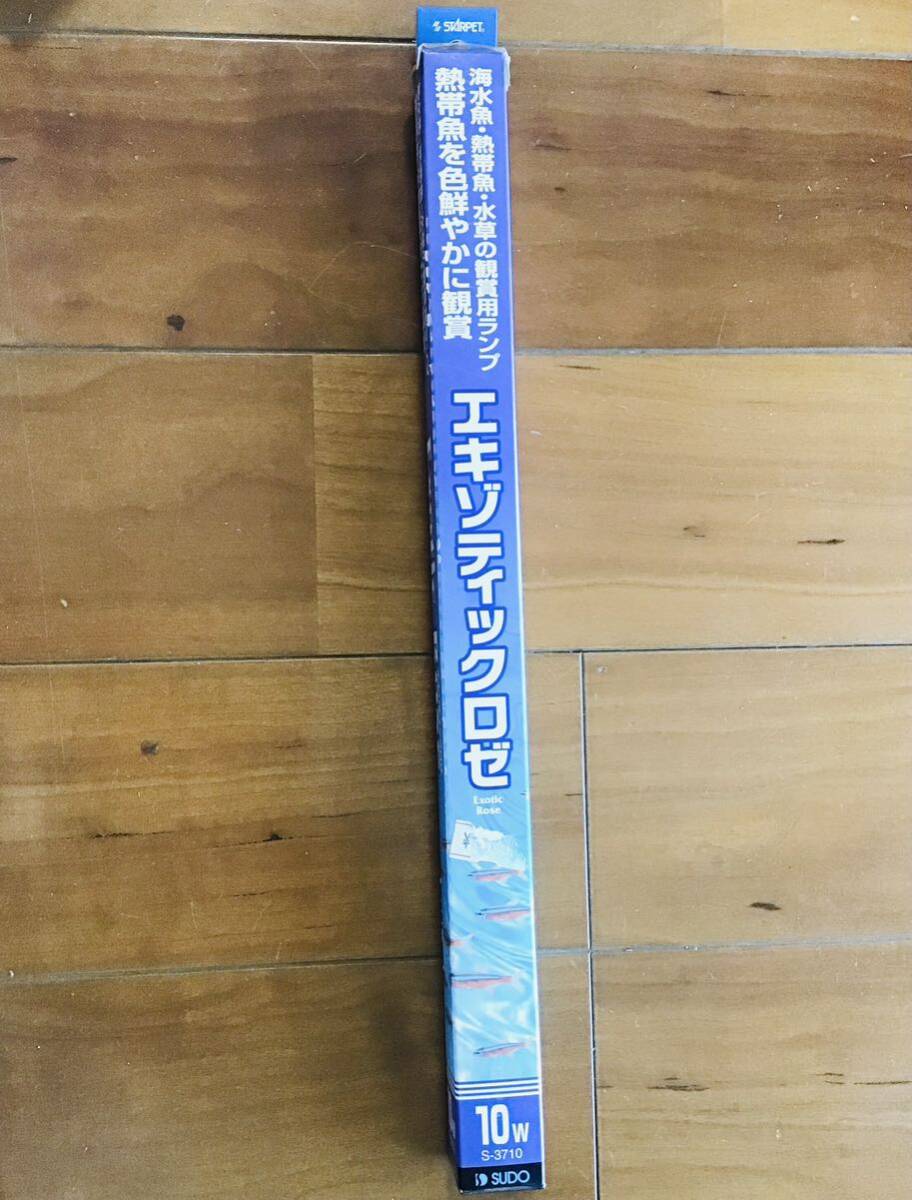 STARPET
海水魚・熱帯魚・水草の観賞用ランプ
熱帯魚を色鮮やかに観賞
エキゾティックロゼ
Exotic
Rose
¥
10W
S-3710
SUDO